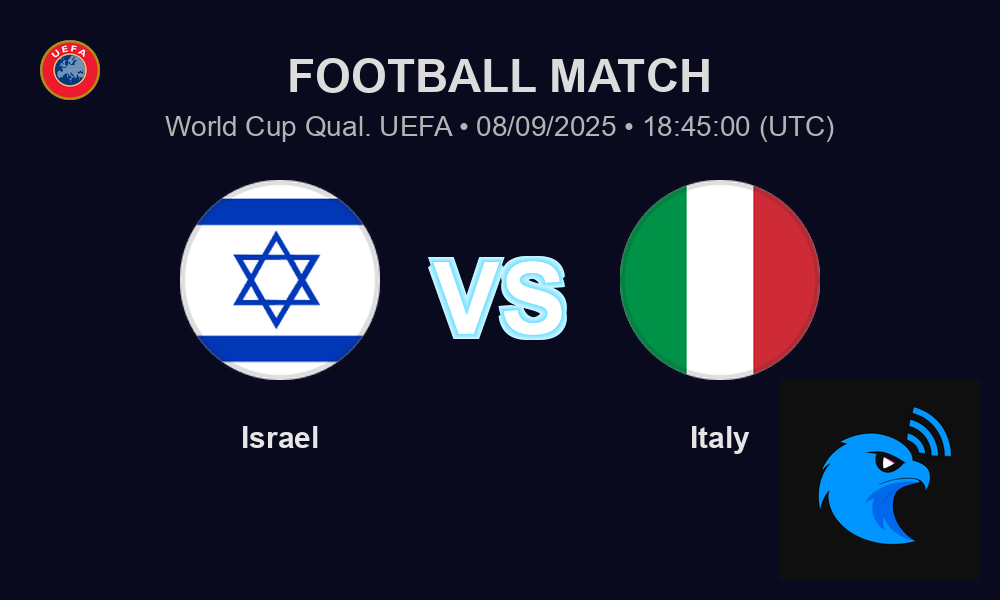 UEFA
FOOTBALL MATCH
World Cup Qual. UEFA • 08/09/2025 • 18:45:00 (UTC)
VS
Israel
Italy